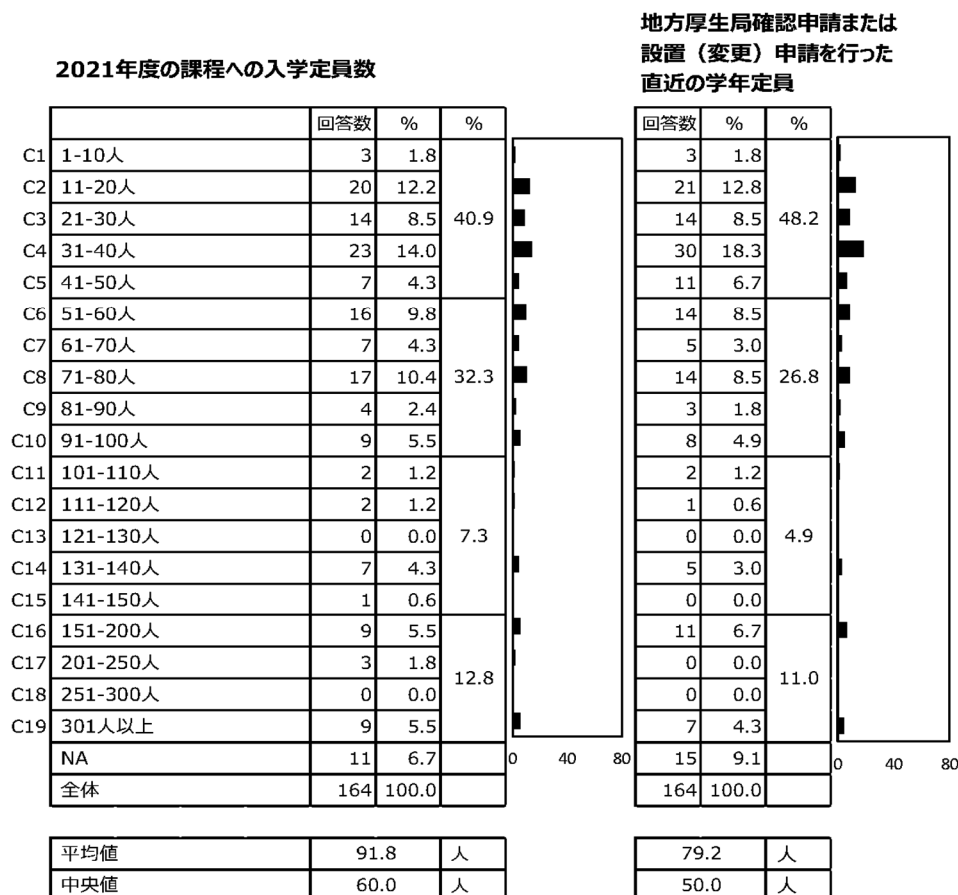 地方厚生局確認申請または
設置（変更）申請を行った
直近の学年定員
2021年度の課程への入学定員数
回答数 % % 回答数 % %
C1 1-10人 3 1.8 3 1.8
C2 11-20人 20 12.2 21 12.8
C3 21-30人 14 8.5 40.9 14 8.5 48.2
C4 31-40人 23 14.0 30 18.3
C5 41-50人 7 4.3 11 6.7
C6 51-60人 16 9.8 14 8.5
C7 61-70人 7 4.3 5 3.0
C8 71-80人 17 10.4 32.3 14 8.5 26.8
C9 81-90人 4 2.4 3 1.8
C10 91-100人 9 5.5 8 4.9
C11 101-110人 2 1.2 2 1.2
C12 111-120人 2 1.2 1 0.6
C13 121-130人 0 0.0 7.3 0 0.0 4.9
C14 131-140人 7 4.3 5 3.0
C15 141-150人 1 0.6 0 0.0
C16 151-200人 9 5.5 11 6.7
C17 201-250人 3 1.8 12.8 0 0.0 11.0
C18 251-300人 0 0.0 0 0.0
C19 301人以上 9 5.5 7 4.3
NA 11 6.7 0 40 80 15 9.1 0 40 80
全体 164 100.0 164 100.0
平均値 91.8 人 79.2 人
中央値 60.0 人 50.0 人